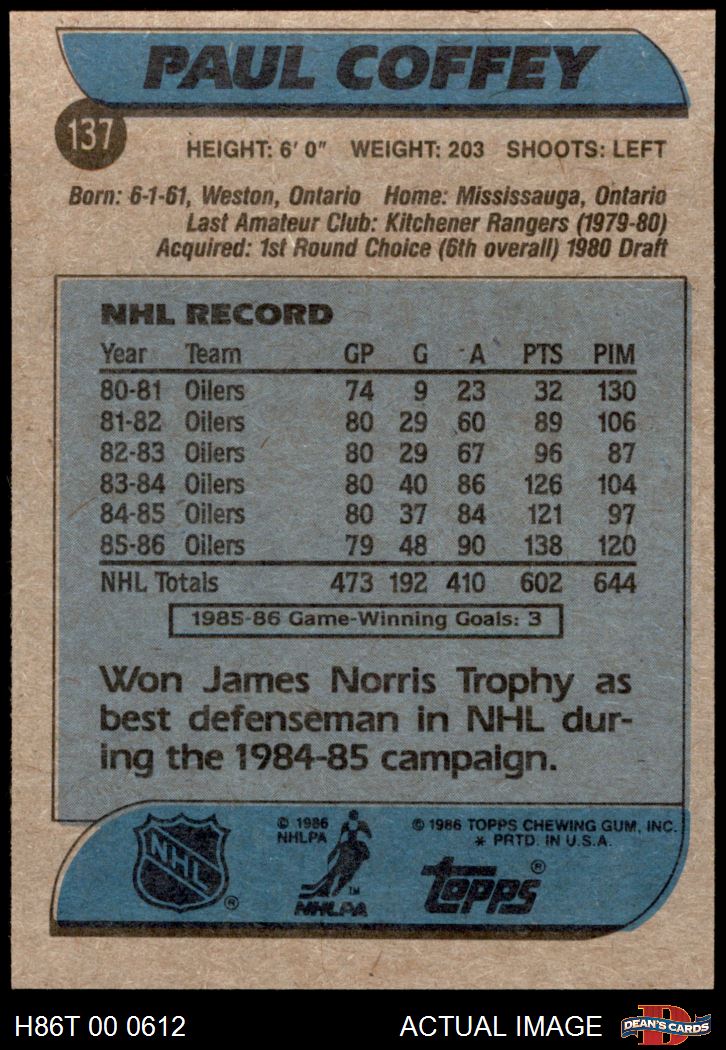 PAUL COFFEY
137
HEIGHT: 6' 0" WEIGHT: 203 SHOOTS: LEFT
Born: 6-1-61, Weston, Ontario Home: Mississauga, Ontario
Last Amateur Club: Kitchener Rangers (1979-80)
Acquired: 1st Round Choice (6th overall) 1980 Draft
NHL RECORD
Year Team GP G A PTS PIM
80-81 Oilers 74 9 23 32 130
81-82 Oilers 80 29 60 89 106
82-83 Oilers 80 29 67 96 87
83-84 Oilers 80 40 86 126 104
84-85 Oilers 80 37 84 121 97
85-86 Oilers 79 48 90 138 120
NHL Totals 473 192 410 602 644
1985-86 Game-Winning Goals: 3
Won James Norris Trophy as
best defenseman in NHL dur-
ing the 1984-85 campaign.
NHL ®
© 1986
NHLPA
TM
NHLPA
© 1986 TOPPS CHEWING GUM, INC.
* PRTD. IN U.S.A.
topps ®
H86T 00 0612 ACTUAL IMAGE
D
DEAN'S CARDS